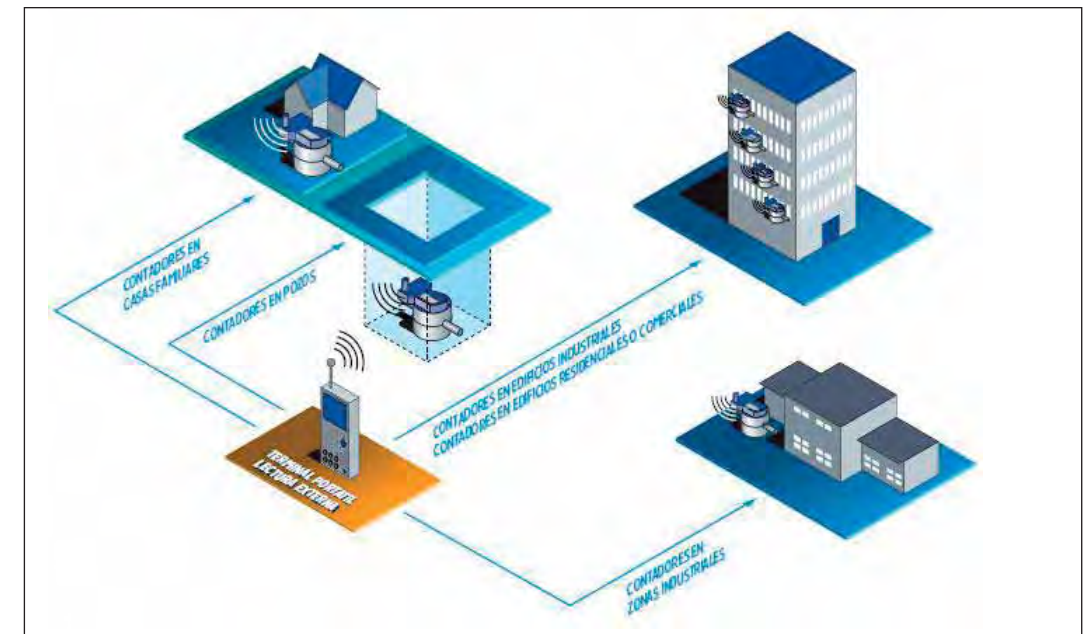 CONTADORES EN
CASAS FAMILIARES
CONTADORES EN POZOS
CONTADORES EN EDIFICIOS INDUSTRIALES
CONTADORES EN EDIFICIOS RESIDENCIALES O COMERCIALES
TERMINAL PORTATIL
LECTURA EXTERNA
CONTADORES EN
ZONAS INDUSTRIALES